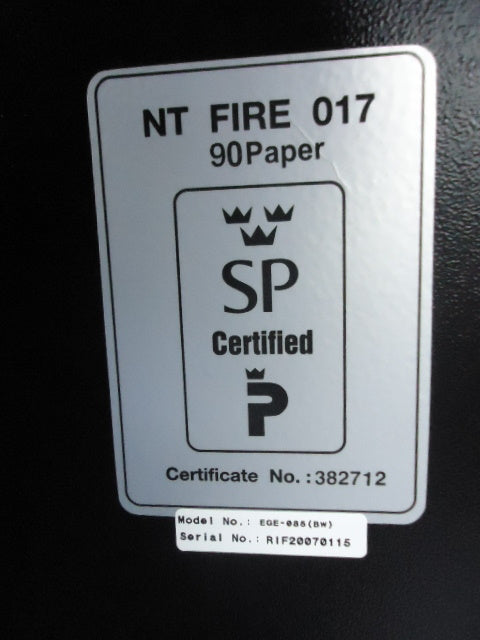 NT FIRE 017
90Paper
SP
Certified
P
Certificate No.:382712
Model No.: EGE-085(BW)
Serial No.: RIF20070115